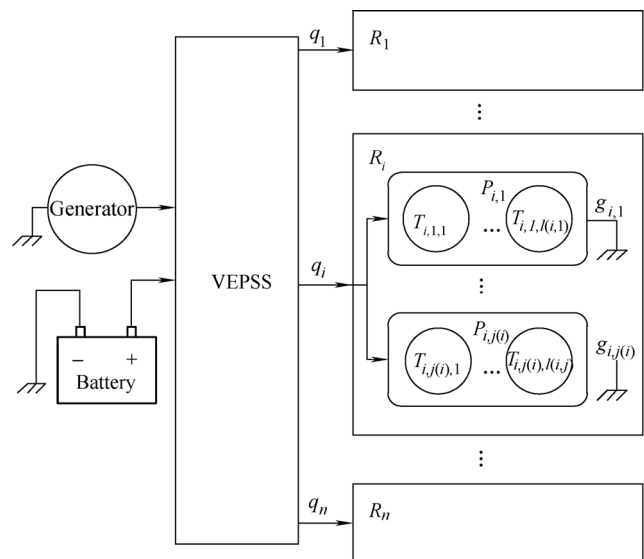 q1
R1
⋮
Ri
Pi,1
gi,1
Generator
Ti,1,1
...
Ti,1,l(i,1)
VEPSS
qi
⋮
Pi,j(i)
gi,j(i)
− +
Battery
Ti,j(i),1
...
Ti,j(i),l(i,j)
⋮
qn
Rn